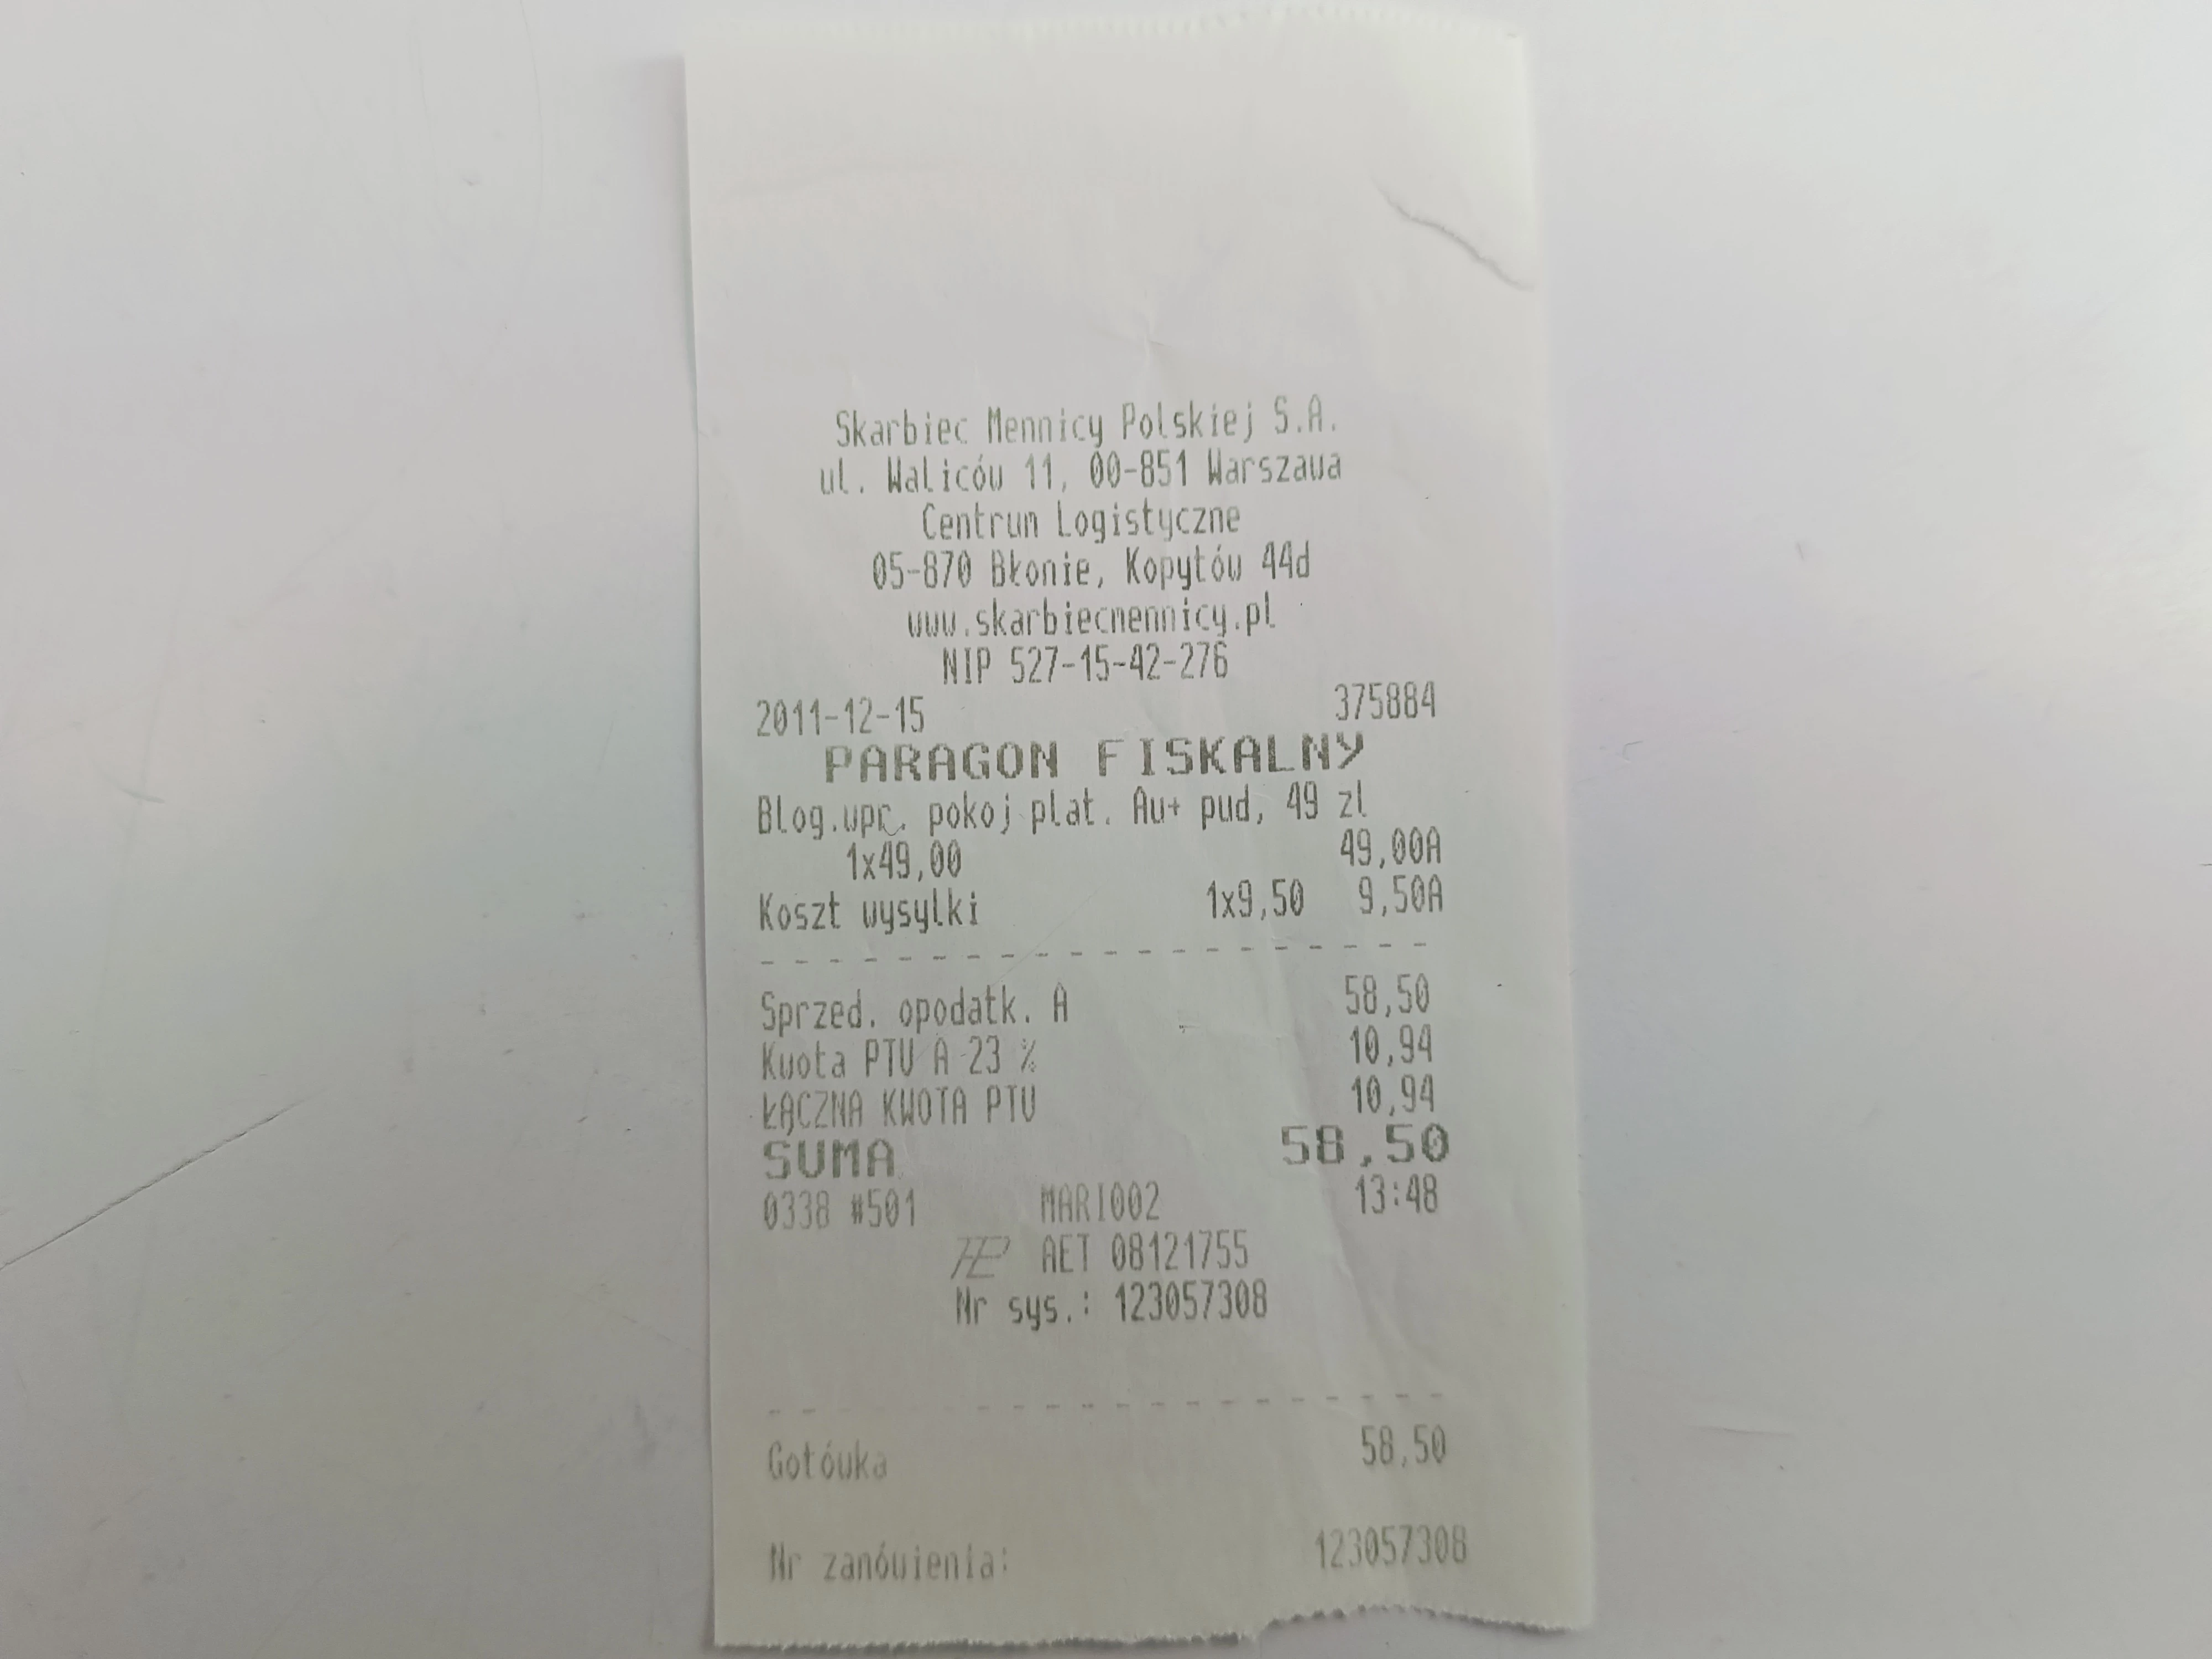 Skarbiec Mennicy Polskiej S.A.
ul. Waliców 11, 00-851 Warszawa
Centrum Logistyczne
05-870 Błonie, Kopytów 44d
www.skarbiecmennicy.pl
NIP 527-15-42-276
2011-12-15 375884
PARAGON FISKALNY
Blog.upr. pokoj plat. Au+ pud, 49 zl
1x49,00 49,00A
Koszt wysylki 1x9,50 9,50A
Sprzed. opodatk. A 58,50
Kwota PTU A 23 % 10,94
ŁĄCZNA KWOTA PTU 10,94
SUMA 58,50
0338 #501 MARI002 13:48
AET 08121755
Nr sys.: 123057308
Gotówka 58,50
Nr zamówienia: 123057308